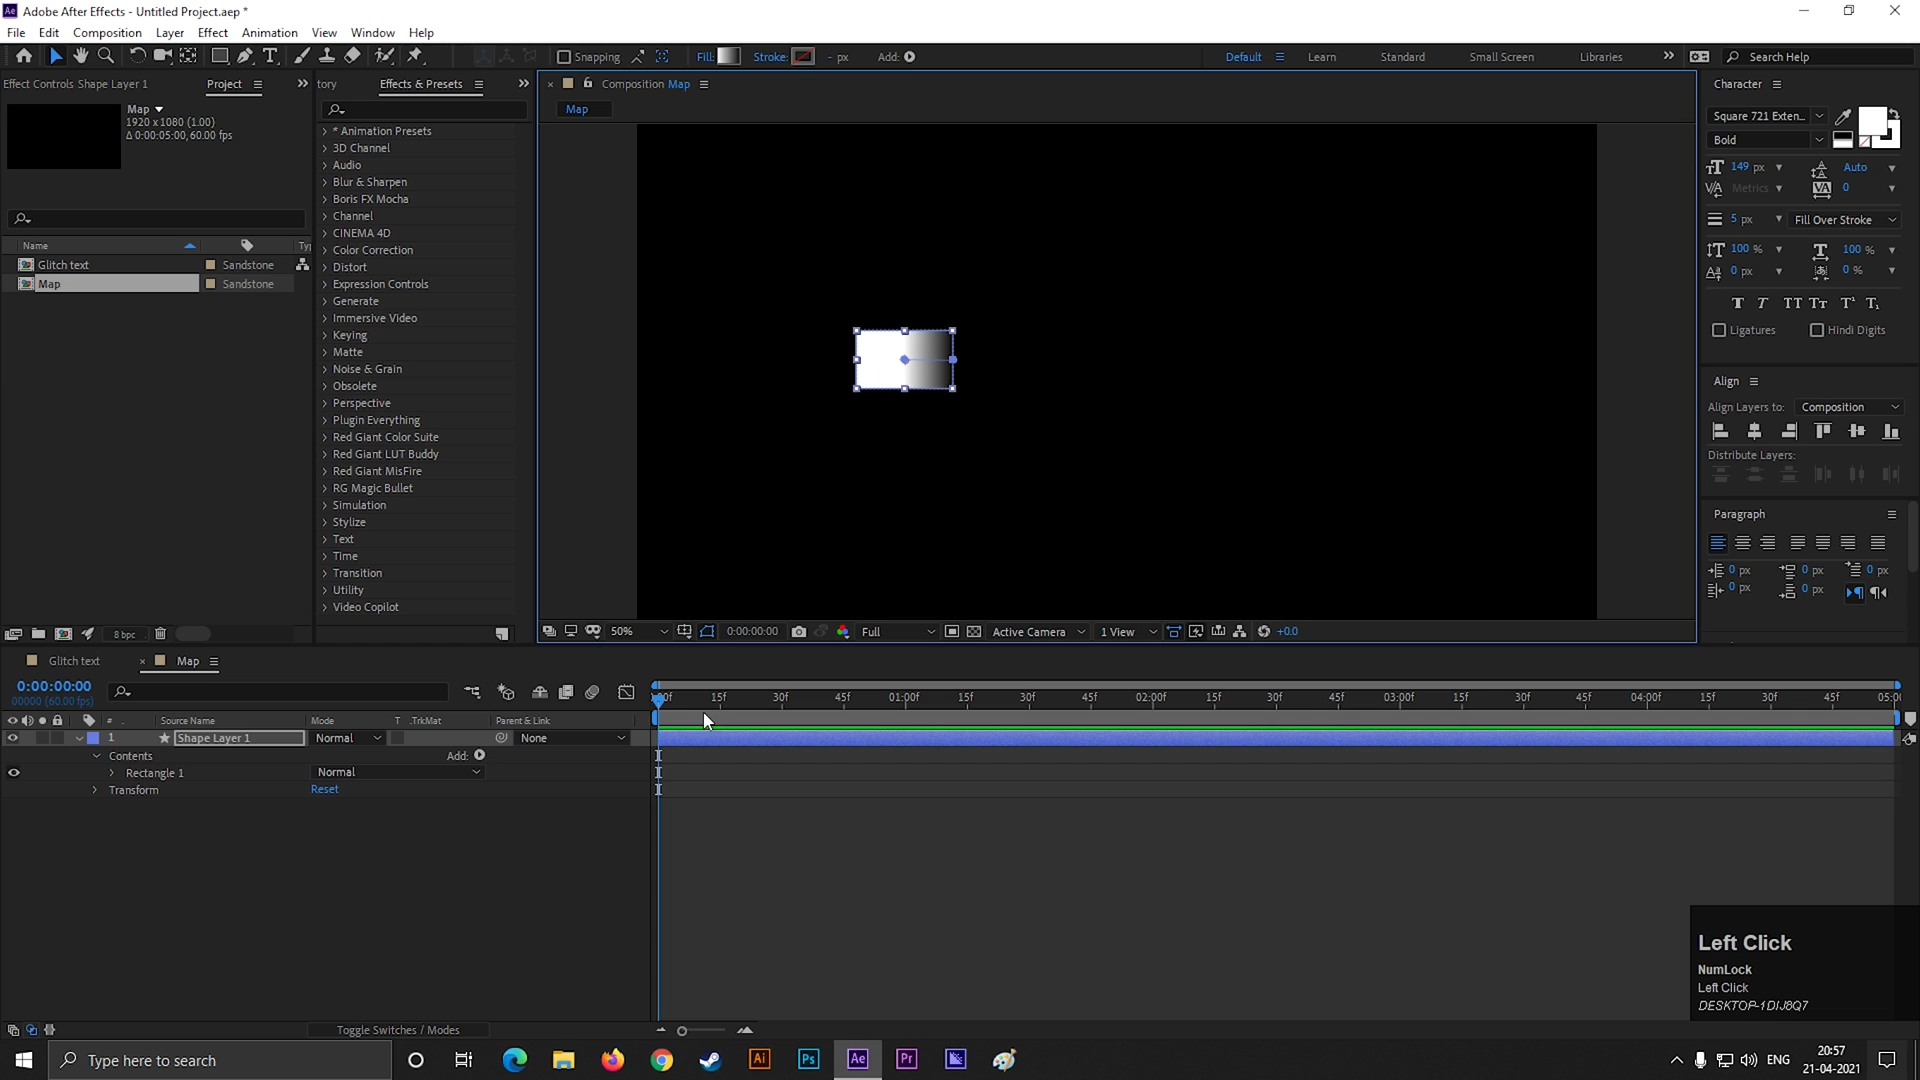 Adobe After Effects - Untitled Project.aep *
File Edit Composition Layer Effect Animation View Window Help
Snapping Fill: Stroke: - px Add: Default Learn Standard Small Screen Libraries Search Help
Effect Controls Shape Layer 1 Project tory Effects & Presets Composition Map Character
Map
1920 x 1080 (1.00)
Δ 0:00:05:00, 60.00 fps
Map
Name Typ
Glitch text Sandstone
Map Sandstone
8 bpc
* Animation Presets
3D Channel
Audio
Blur & Sharpen
Boris FX Mocha
Channel
CINEMA 4D
Color Correction
Distort
Expression Controls
Generate
Immersive Video
Keying
Matte
Noise & Grain
Obsolete
Perspective
Plugin Everything
Red Giant Color Suite
Red Giant LUT Buddy
Red Giant MisFire
RG Magic Bullet
Simulation
Stylize
Text
Time
Transition
Utility
Video Copilot
50% 0:00:00:00 Full Active Camera 1 View +0.0
Square 721 Exten...
Bold
149 px Auto
Metrics 0
5 px Fill Over Stroke
100 % 100 %
0 px 0 %
Ligatures Hindi Digits
Align
Align Layers to: Composition
Distribute Layers:
Paragraph
0 px 0 px 0 px
0 px 0 px
Glitch text Map
0:00:00:00
00000 (60.00 fps)
15f 30f 45f 01:00f 15f 30f 45f 02:00f 15f 30f 45f 03:00f 15f 30f 45f 04:00f 15f 30f 45f 05:00
# Source Name Mode T .TrkMat Parent & Link
1 Shape Layer 1 Normal None
Contents Add:
Rectangle 1 Normal
Transform Reset
Toggle Switches / Modes
Left Click
NumLock
Left Click
DESKTOP-1DIJ8Q7
Type here to search
Ai Ps Ae Pr
ENG 20:57
21-04-2021